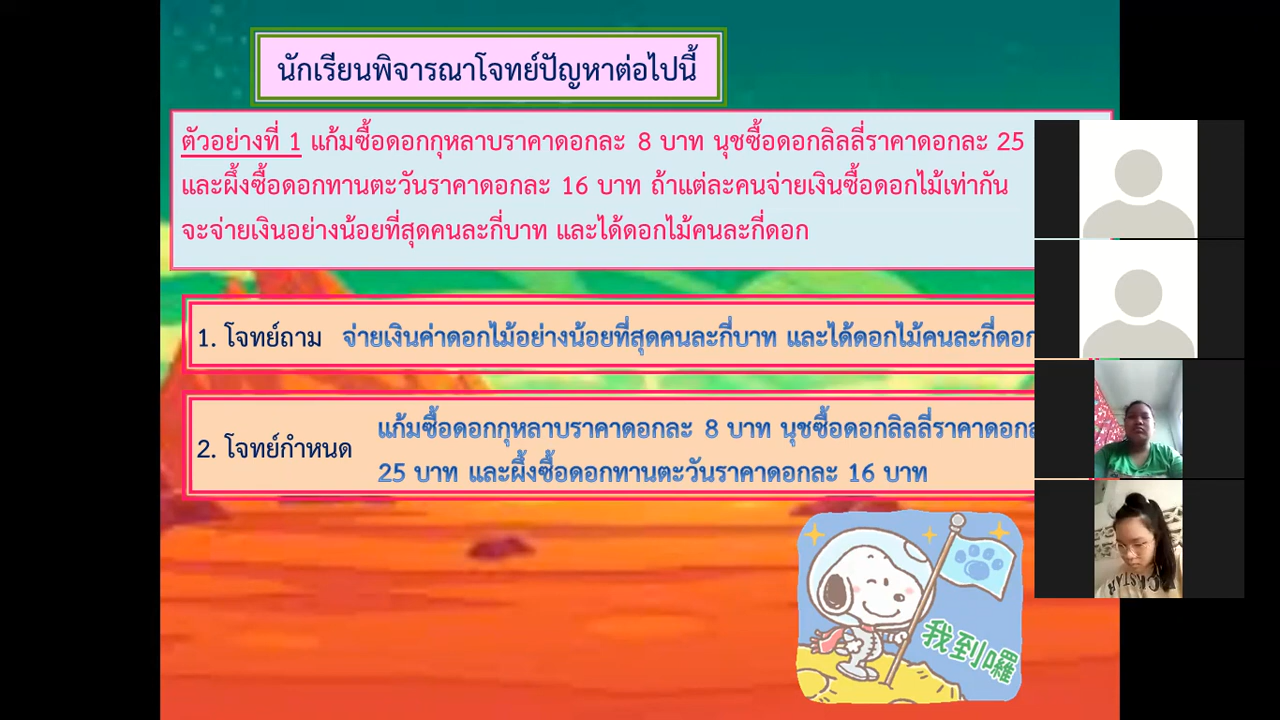 นักเรียนพิจารณาโจทย์ปัญหาต่อไปนี้
ตัวอย่างที่ 1 แก้มซื้อดอกกุหลาบราคาดอกละ 8 บาท นุชซื้อดอกลิลลี่ราคาดอกละ 25
และผึ้งซื้อดอกทานตะวันราคาดอกละ 16 บาท ถ้าแต่ละคนจ่ายเงินซื้อดอกไม้เท่ากัน
จะจ่ายเงินอย่างน้อยที่สุดคนละกี่บาท และได้ดอกไม้คนละกี่ดอก
1. โจทย์ถาม จ่ายเงินค่าดอกไม้อย่างน้อยที่สุดคนละกี่บาท และได้ดอกไม้คนละกี่ดอก
2. โจทย์กำหนด
แก้มซื้อดอกกุหลาบราคาดอกละ 8 บาท นุชซื้อดอกลิลลี่ราคาดอกล
25 บาท และผึ้งซื้อดอกทานตะวันราคาดอกละ 16 บาท
我到囉